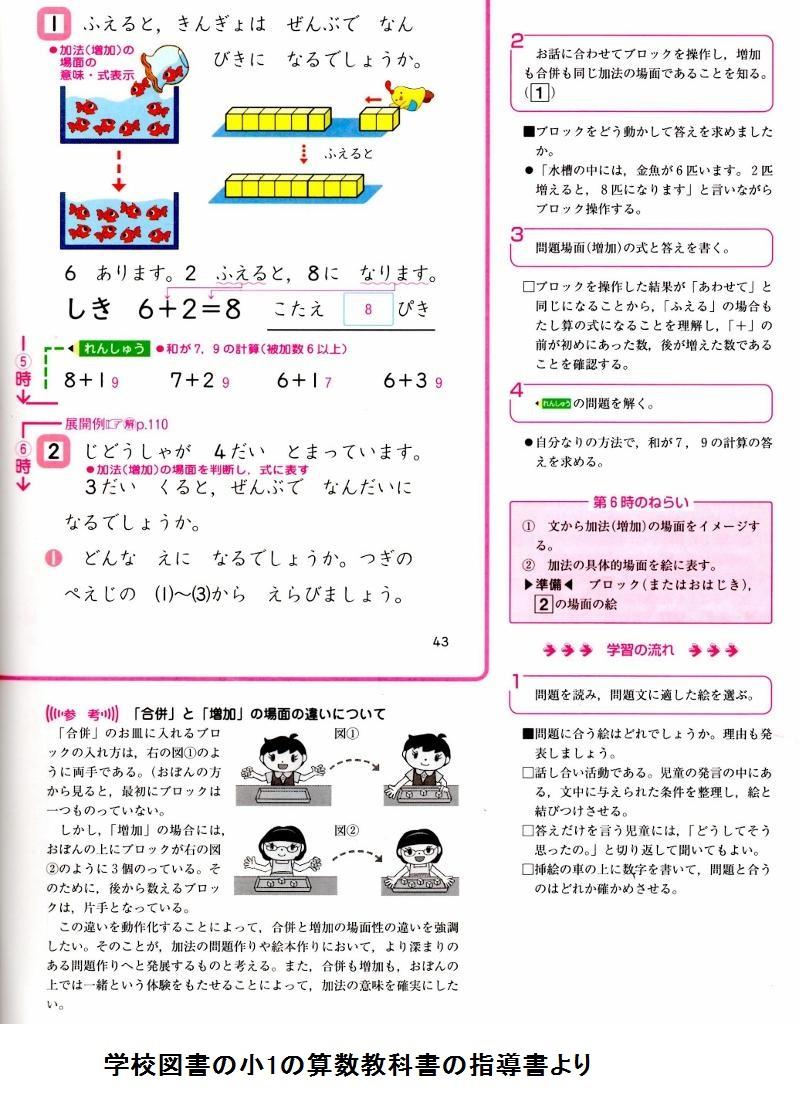 1 ふえると，きんぎょは ぜんぶで なん
びきに なるでしょうか。
●加法(増加)の
場面の
意味・式表示
ふえると
6 あります。2 ふえると，8に なります。
しき 6＋2＝8 こたえ 8 ぴき
⑤時
れんしゅう ●和が7，9の計算(被加数6以上)
8＋1 9 7＋2 9 6＋1 7 6＋3 9
展開例☞解p.110
⑥時
2 じどうしゃが 4だい とまっています。
●加法(増加)の場面を判断し，式に表す
3だい くると，ぜんぶで なんだいに
なるでしょうか。
❶ どんな えに なるでしょうか。つぎの
ぺえじの ⑴〜⑶から えらびましょう。
43
参 考 「合併」と「増加」の場面の違いについて
「合併」のお皿に入れるブロ
ックの入れ方は，右の図①のよ
うに両手である。(おぼんの方
から見ると，最初にブロックは
一つものっていない。
しかし，「増加」の場合には，
おぼんの上にブロックが右の図
②のように3個のっている。そ
のために，後から数えるブロッ
クは，片手となっている。
図①
図②
この違いを動作化することによって，合併と増加の場面性の違いを強調
したい。そのことが，加法の問題作りや絵本作りにおいて，より深まりの
ある問題作りへと発展するものと考える。また，合併も増加も，おぼんの
上では一緒という体験をもたせることによって，加法の意味を確実にした
い。
2
お話に合わせてブロックを操作し，増加
も合併も同じ加法の場面であることを知る。
(1)
■ブロックをどう動かして答えを求めました
か。
●「水槽の中には，金魚が6匹います。2匹
増えると，8匹になります」と言いながら
ブロック操作する。
3
問題場面(増加)の式と答えを書く。
□ブロックを操作した結果が「あわせて」と
同じになることから，「ふえる」の場合も
たし算の式になることを理解し，「＋」の
前が初めにあった数，後が増えた数である
ことを確認する。
4
れんしゅうの問題を解く。
●自分なりの方法で，和が7，9の計算の答
えを求める。
第6時のねらい
① 文から加法(増加)の場面をイメージす
る。
② 加法の具体的場面を絵に表す。
▶準備◀ ブロック(またはおはじき)，
2の場面の絵
学習の流れ
1
問題を読み，問題文に適した絵を選ぶ。
■問題に合う絵はどれでしょうか。理由も発
表しましょう。
□話し合い活動である。児童の発言の中にあ
る，文中に与えられた条件を整理し，絵と
結びつけさせる。
□答えだけを言う児童には，「どうしてそう
思ったの。」と切り返して聞いてもよい。
□挿絵の車の上に数字を書いて，問題と合う
のはどれか確かめさせる。
学校図書の小1の算数教科書の指導書より